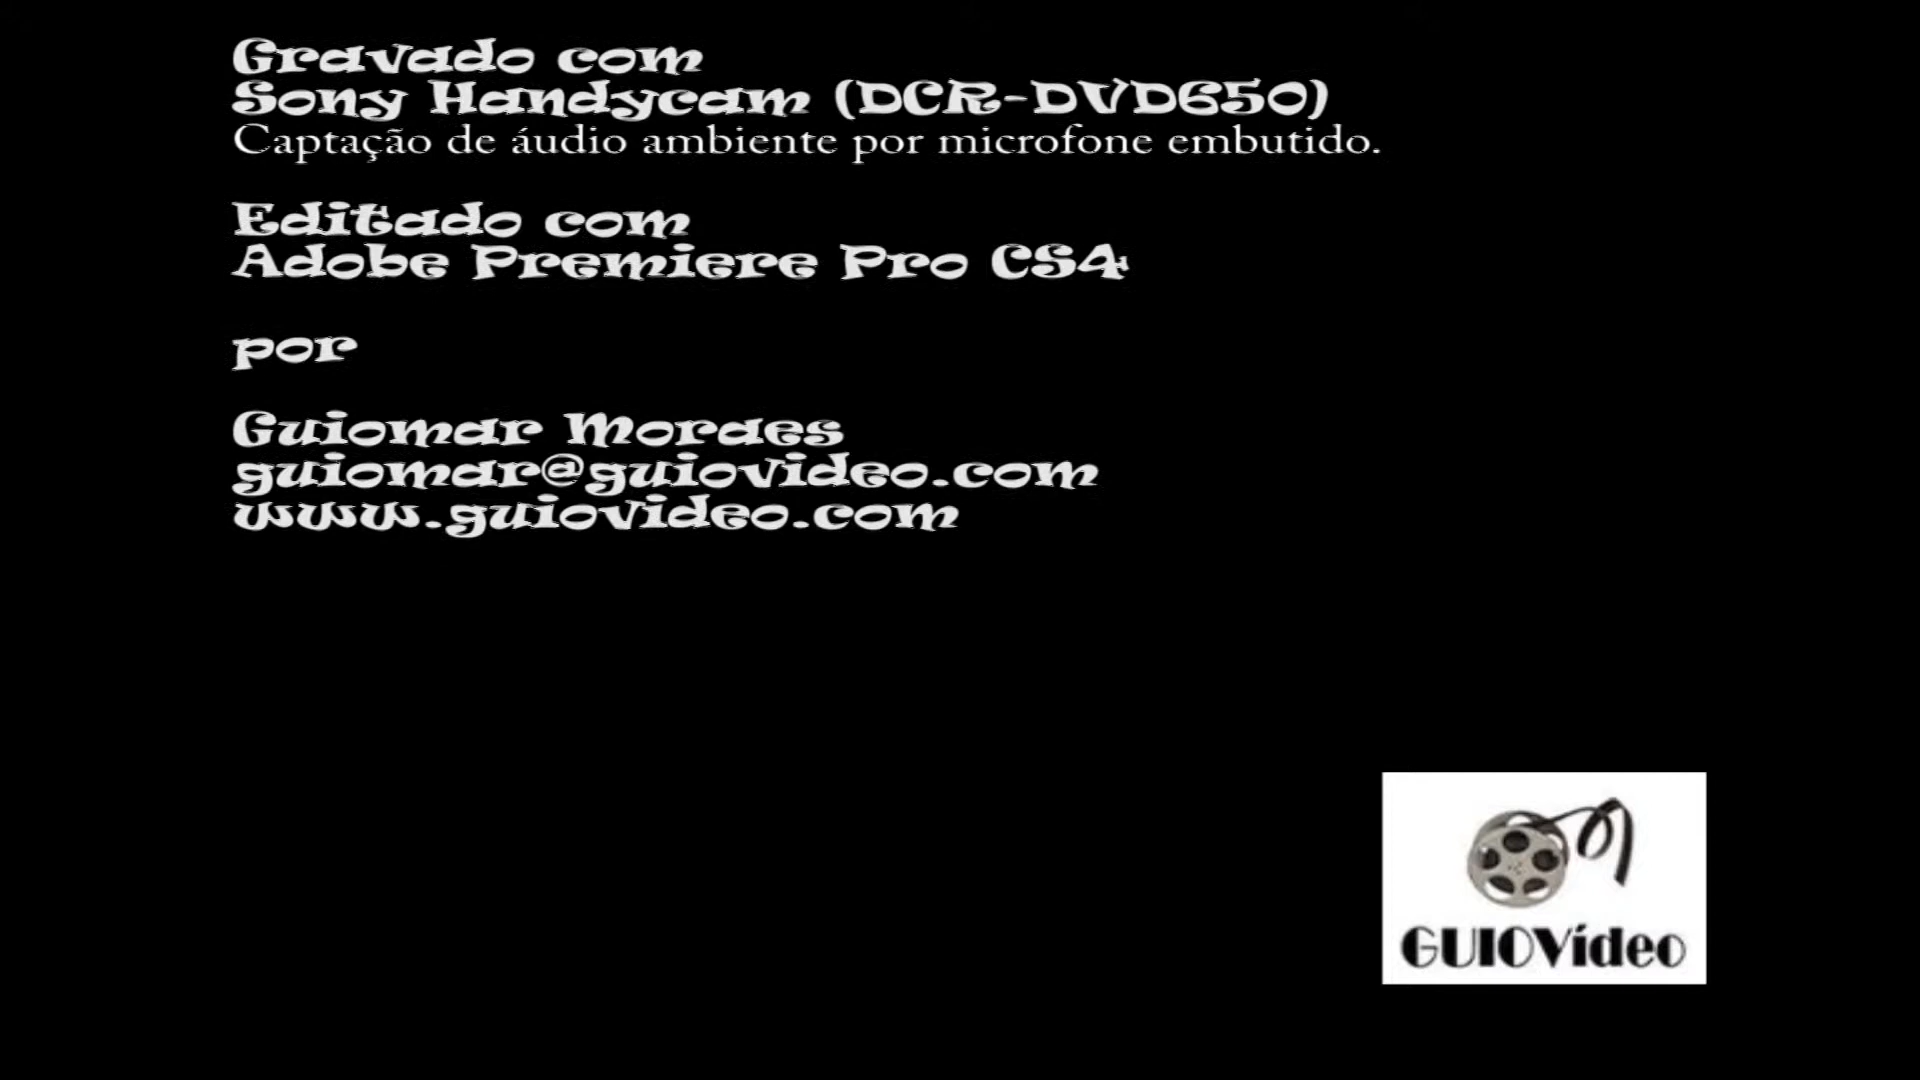 Gravado com
Sony Handycam (DCR-DVD650)
Captação de áudio ambiente por microfone embutido.
Editado com
Adobe Premiere Pro CS4
por
Guiomar Moraes
guiomar@guiovideo.com
www.guiovideo.com
GUIOVídeo